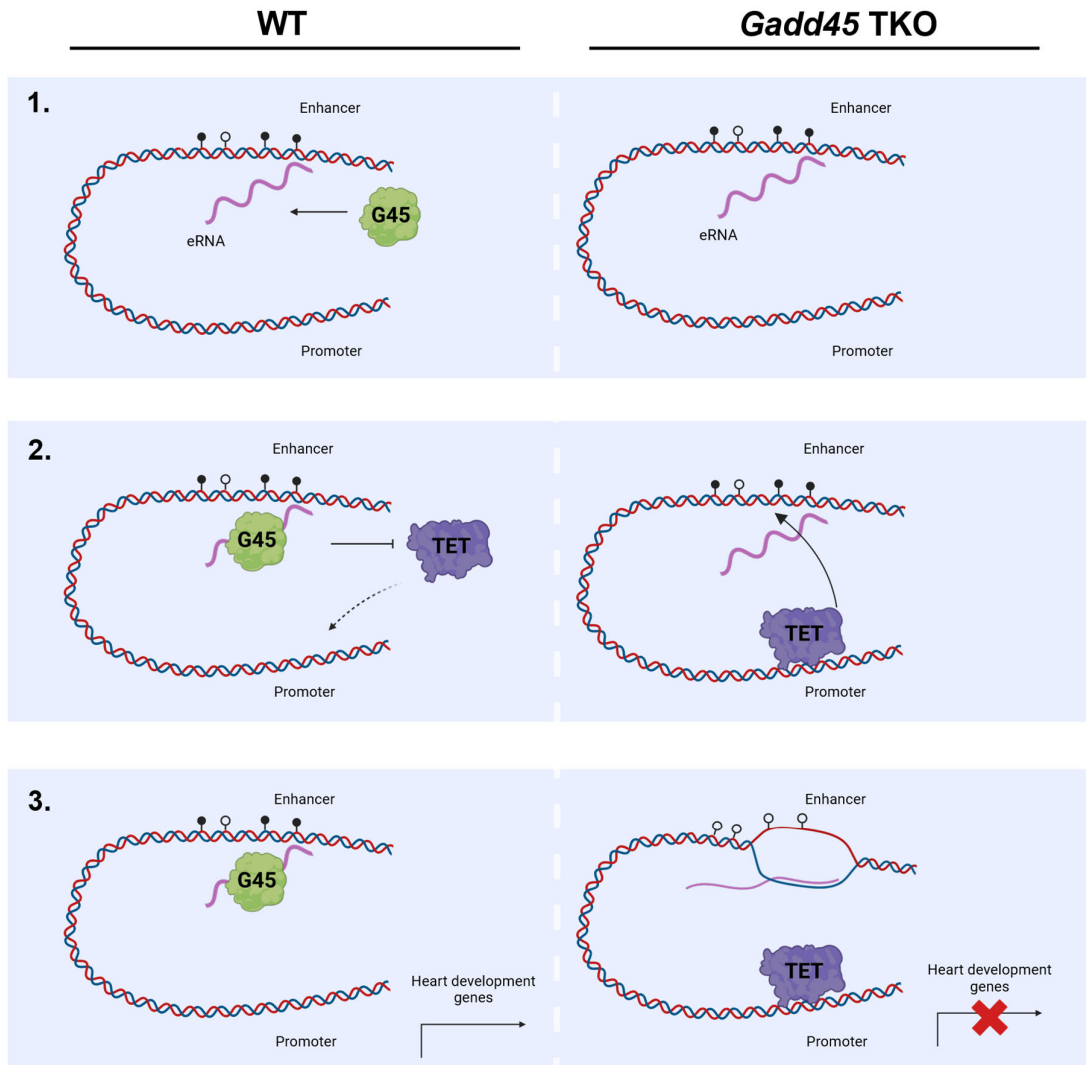 WT
Gadd45 TKO
1.
Enhancer
G45
eRNA
Promoter
Enhancer
eRNA
Promoter
2.
Enhancer
G45
TET
Promoter
Enhancer
TET
Promoter
3.
Enhancer
G45
Heart development
genes
Promoter
Enhancer
TET
Heart development
genes
Promoter